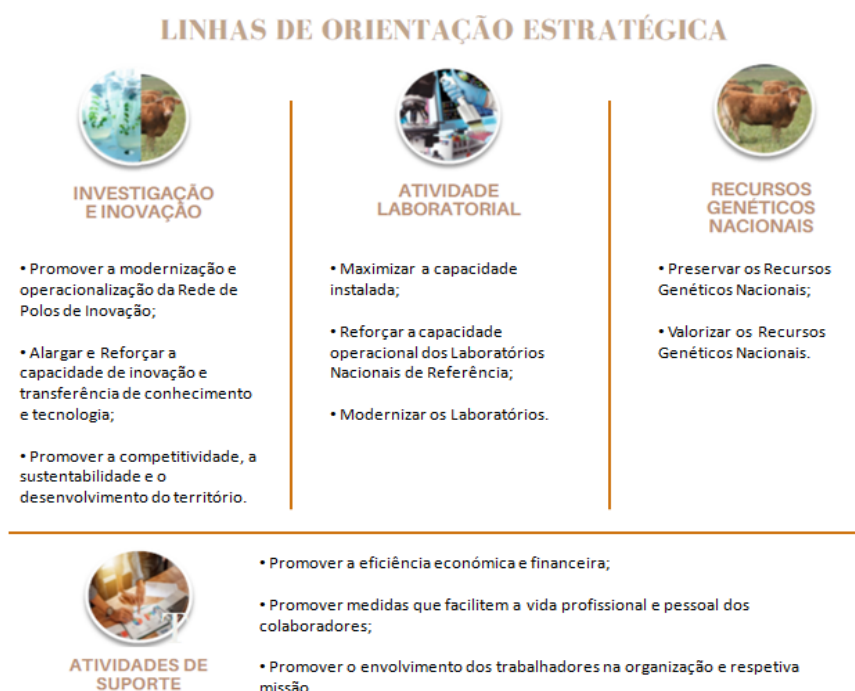 LINHAS DE ORIENTAÇÃO ESTRATÉGICA
INVESTIGAÇÃO
E INOVAÇÃO
• Promover a modernização e
operacionalização da Rede de
Polos de Inovação;
• Alargar e Reforçar a
capacidade de inovação e
transferência de conhecimento
e tecnologia;
• Promover a competitividade, a
sustentabilidade e o
desenvolvimento do território.
ATIVIDADE
LABORATORIAL
• Maximizar a capacidade
instalada;
• Reforçar a capacidade
operacional dos Laboratórios
Nacionais de Referência;
• Modernizar os Laboratórios.
RECURSOS
GENÉTICOS
NACIONAIS
• Preservar os Recursos
Genéticos Nacionais;
• Valorizar os Recursos
Genéticos Nacionais.
T
ATIVIDADES DE
SUPORTE
• Promover a eficiência económica e financeira;
• Promover medidas que facilitem a vida profissional e pessoal dos
colaboradores;
• Promover o envolvimento dos trabalhadores na organização e respetiva
missão